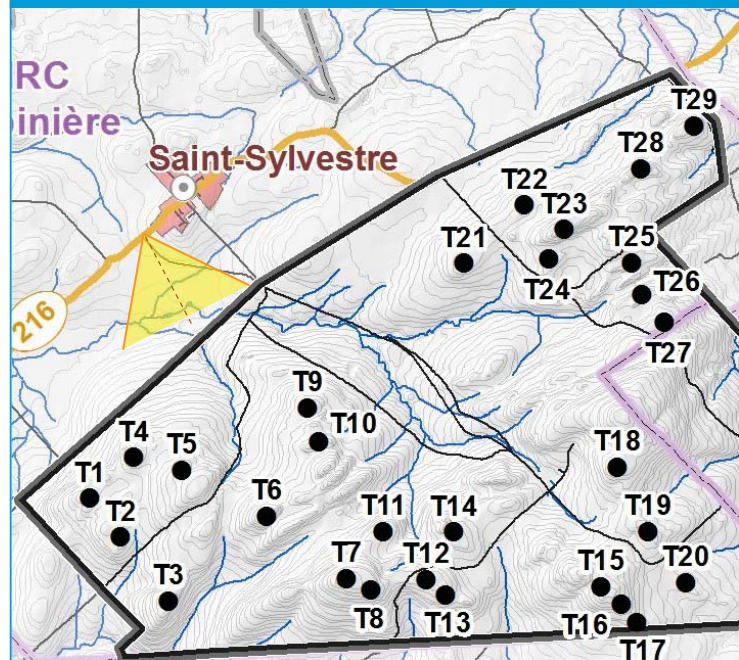 RC
inière
Saint-Sylvestre
216
T29
T28
T22
T23
T21
T24
T25
T26
T27
T9
T10
T4
T5
T1
T2
T3
T6
T18
T11
T14
T19
T7
T8
T12
T13
T15
T20
T16
T17